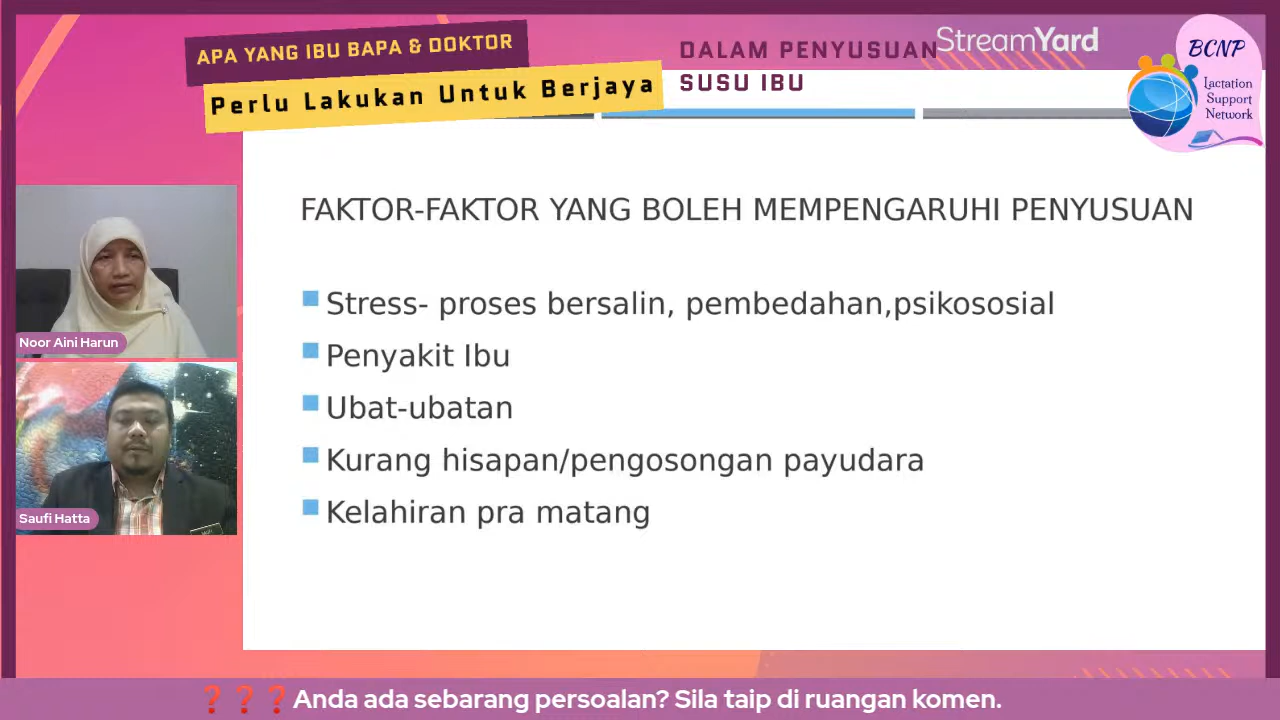 APA YANG IBU BAPA & DOKTOR
Perlu Lakukan Untuk Berjaya
DALAM PENYUSUAN
SUSU IBU
StreamYard
BCNP
Lactation
Support
Network
FAKTOR-FAKTOR YANG BOLEH MEMPENGARUHI PENYUSUAN
Stress- proses bersalin, pembedahan,psikososial
Penyakit Ibu
Ubat-ubatan
Kurang hisapan/pengosongan payudara
Kelahiran pra matang
Noor Aini Harun
Saufi Hatta
❓❓❓Anda ada sebarang persoalan? Sila taip di ruangan komen.